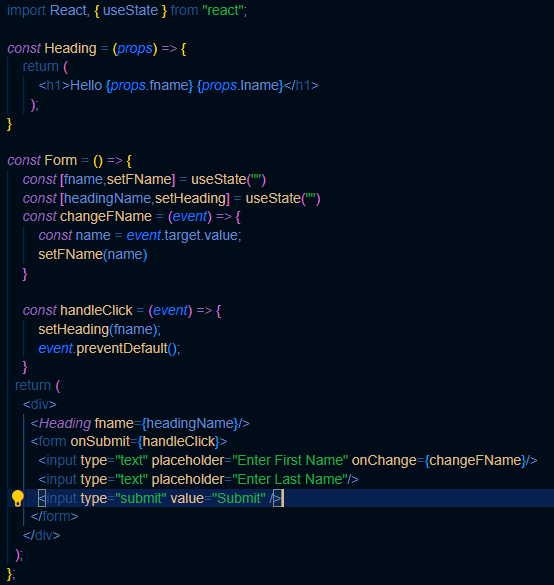 import React, { useState } from "react";
const Heading = (props) => {
return (
<h1>Hello {props.fname} {props.lname}</h1>
);
}
const Form = () => {
const [fname,setFName] = useState("")
const [headingName,setHeading] = useState("")
const changeFName = (event) => {
const name = event.target.value;
setFName(name)
}
const handleClick = (event) => {
setHeading(fname);
event.preventDefault();
}
return (
<div>
<Heading fname={headingName}/>
<form onSubmit={handleClick}>
<input type="text" placeholder="Enter First Name" onChange={changeFName}/>
<input type="text" placeholder="Enter Last Name"/>
<input type="submit" value="Submit" />
</form>
</div>
);
};